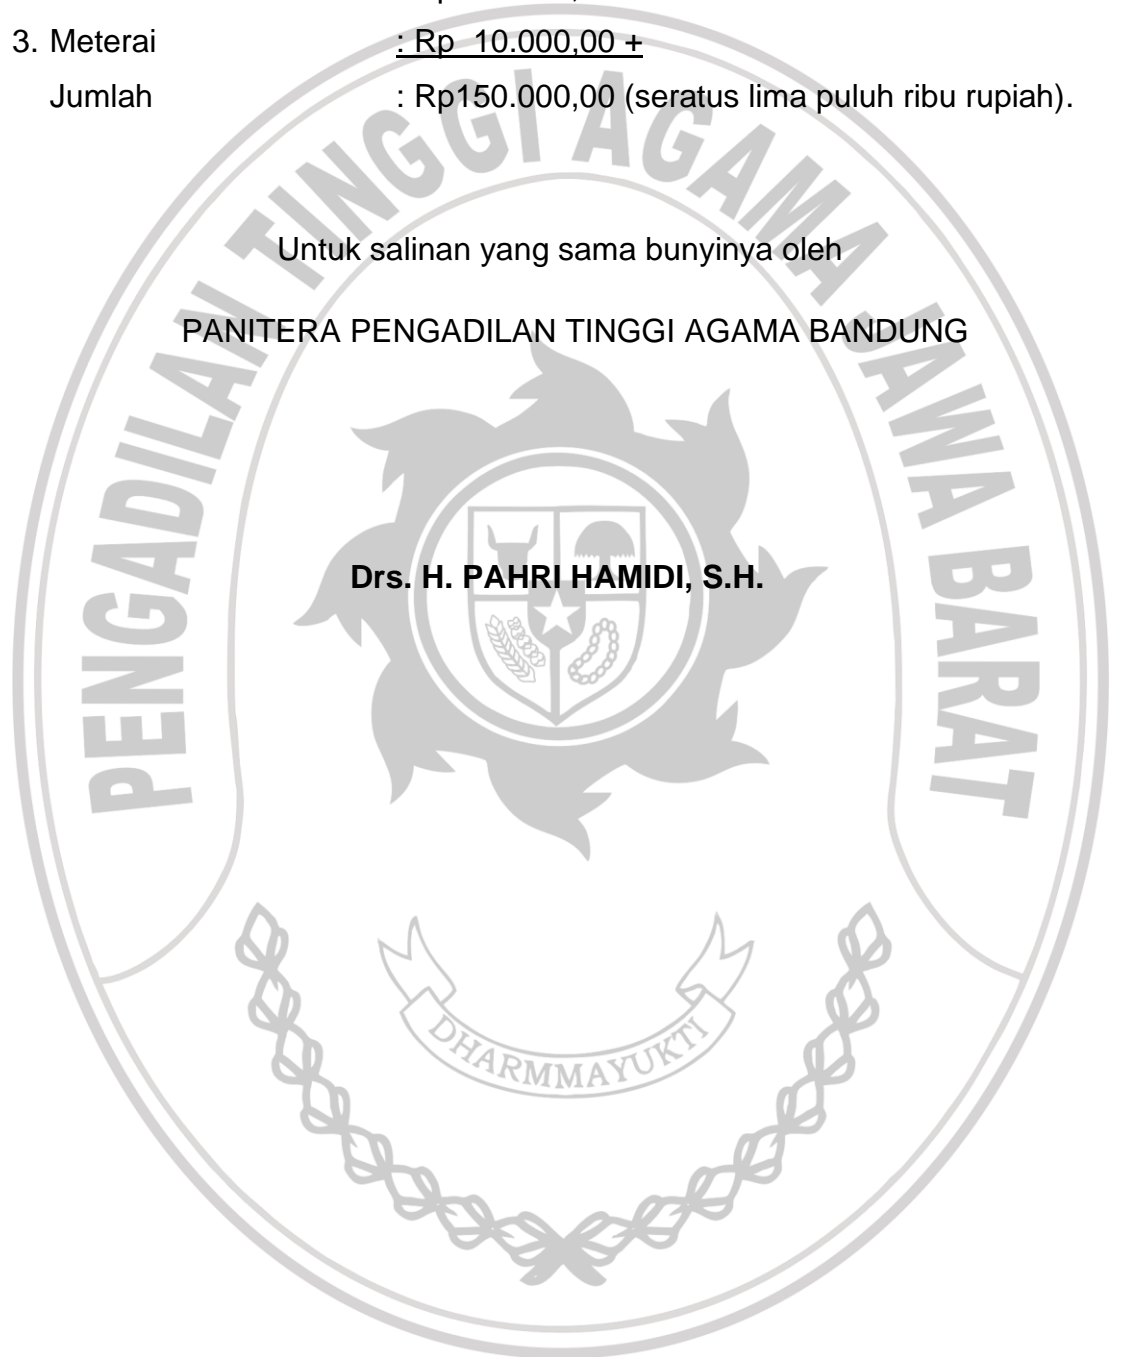 3. Meterai : Rp 10.000,00 +
Jumlah : Rp150.000,00 (seratus lima puluh ribu rupiah).
PENGADILAN TINGGI AGAMA JAWA BARAT
Untuk salinan yang sama bunyinya oleh
PANITERA PENGADILAN TINGGI AGAMA BANDUNG
Drs. H. PAHRI HAMIDI, S.H.
DHARMMAYUKTI